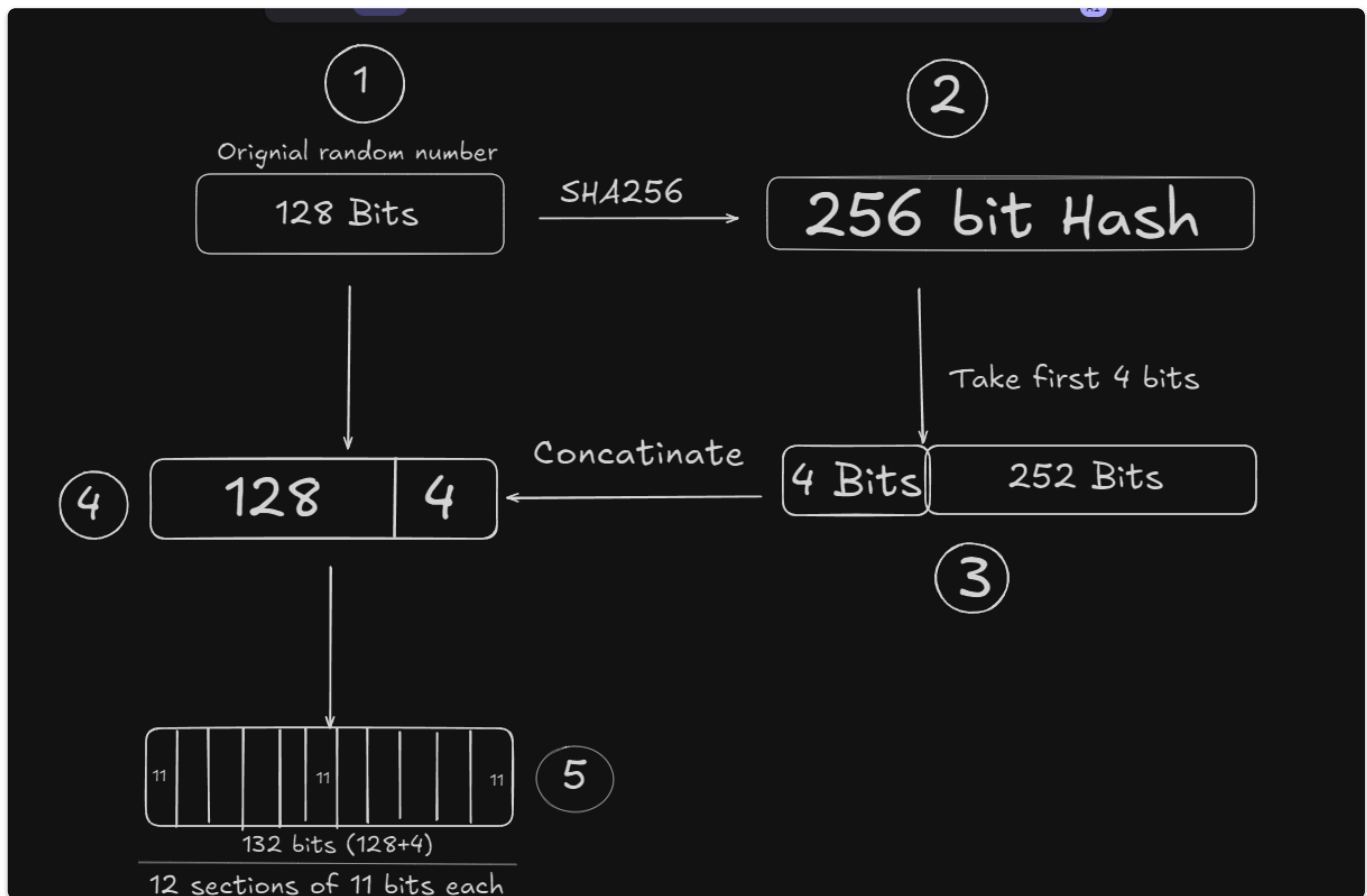 1
2
Orignial random number
128 Bits
SHA256
256 bit Hash
Take first 4 bits
Concatinate
4
128
4
4 Bits
252 Bits
3
11
11
11
5
132 bits (128+4)
12 sections of 11 bits each